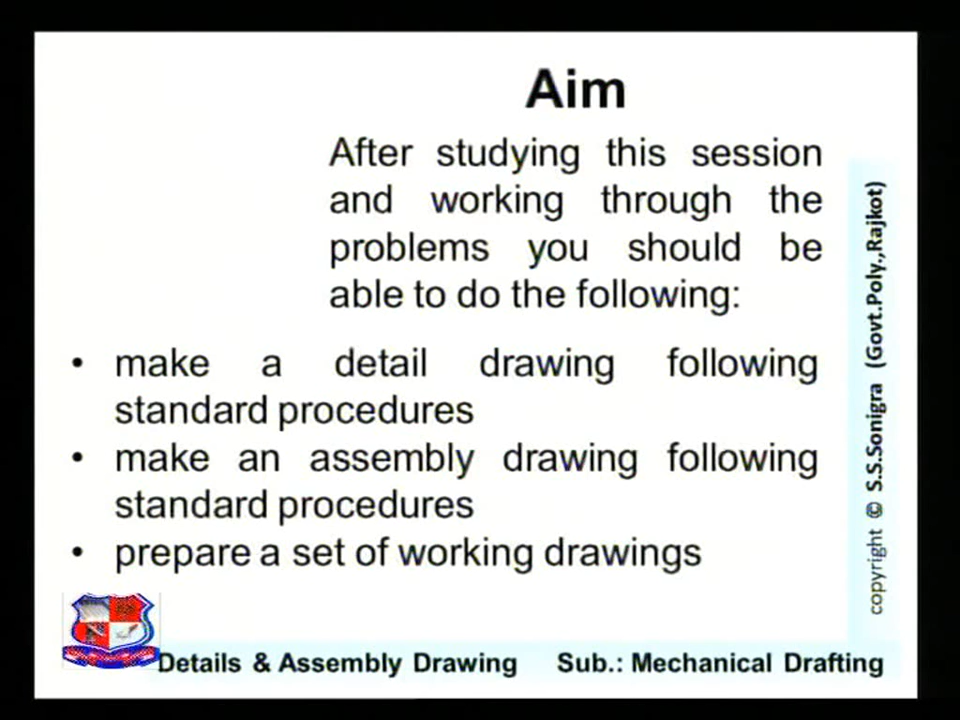 Aim
After studying this session
and working through the
problems you should be
able to do the following:
• make a detail drawing following
standard procedures
• make an assembly drawing following
standard procedures
• prepare a set of working drawings
copyright © S.S.Sonigra (Govt.Poly.,Rajkot)
Details & Assembly Drawing Sub.: Mechanical Drafting